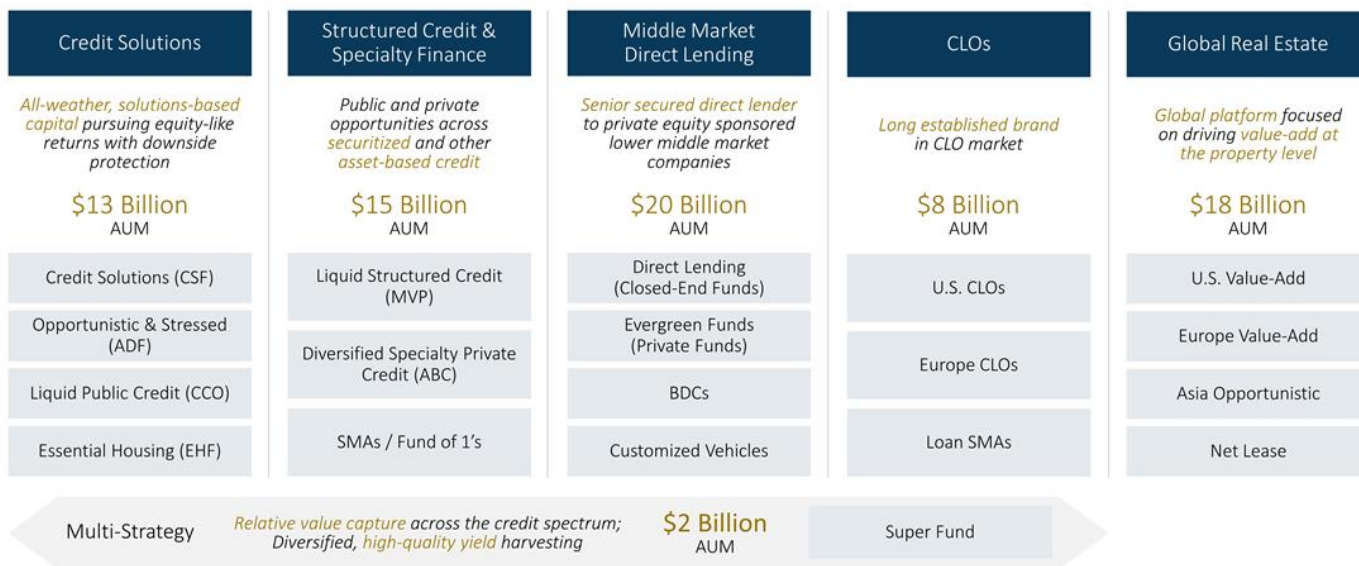 Credit Solutions
All-weather, solutions-based
capital pursuing equity-like
returns with downside
protection
$13 Billion
AUM
Credit Solutions (CSF)
Opportunistic & Stressed
(ADF)
Liquid Public Credit (CCO)
Essential Housing (EHF)
Structured Credit &
Specialty Finance
Public and private
opportunities across
securitized and other
asset-based credit
$15 Billion
AUM
Liquid Structured Credit
(MVP)
Diversified Specialty Private
Credit (ABC)
SMAs / Fund of 1’s
Middle Market
Direct Lending
Senior secured direct lender
to private equity sponsored
lower middle market
companies
$20 Billion
AUM
Direct Lending
(Closed-End Funds)
Evergreen Funds
(Private Funds)
BDCs
Customized Vehicles
CLOs
Long established brand
in CLO market
$8 Billion
AUM
U.S. CLOs
Europe CLOs
Loan SMAs
Global Real Estate
Global platform focused
on driving value-add at
the property level
$18 Billion
AUM
U.S. Value-Add
Europe Value-Add
Asia Opportunistic
Net Lease
Multi-Strategy
Relative value capture across the credit spectrum;
Diversified, high-quality yield harvesting
$2 Billion
AUM
Super Fund